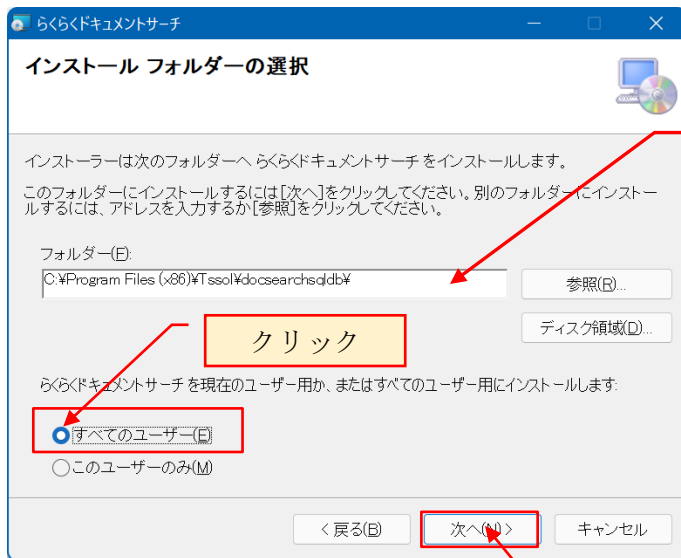 らくらくドキュメントサーチ
インストール フォルダーの選択
インストーラーは次のフォルダーへ らくらくドキュメントサーチ をインストールします。
このフォルダーにインストールするには[次へ]をクリックしてください。別のフォルダーにインストー
ルするには、アドレスを入力するか[参照]をクリックしてください。
フォルダー(F):
C:¥Program Files (x86)¥Tssol¥docsearchsqldb¥
参照(R)...
ディスク領域(D)...
クリック
らくらくドキュメントサーチ を現在のユーザー用か、またはすべてのユーザー用にインストールします:
すべてのユーザー(E)
このユーザーのみ(M)
< 戻る(B)
次へ(N) >
キャンセル